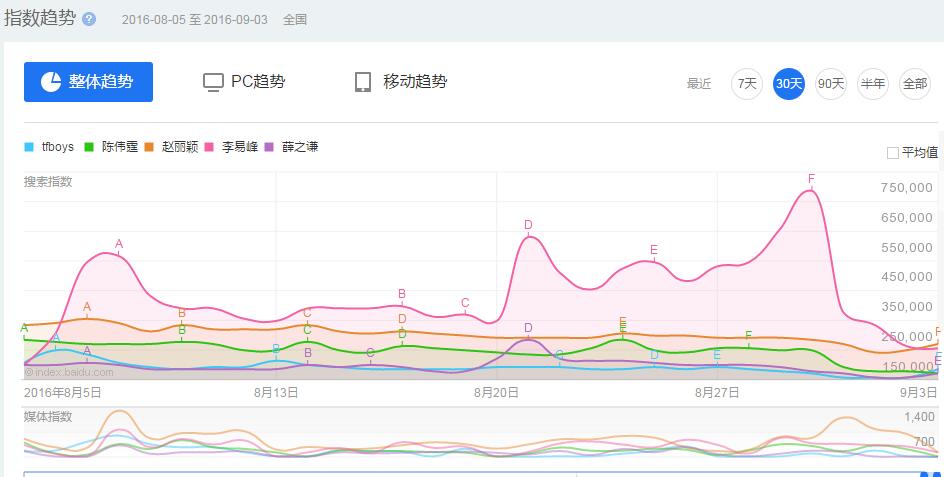 指数趋势 ? 2016-08-05 至 2016-09-03 全国
整体趋势 PC趋势 移动趋势 最近 7天 30天 90天 半年 全部
tfboys 陈伟霆 赵丽颖 李易峰 薛之谦
平均值
搜索指数
750,000
650,000
550,000
450,000
350,000
250,000
150,000
F
A D E
B C
A B C D E F
A B C D E F
A B D E
A B C D E
© index.baidu.com
2016年8月5日 8月13日 8月20日 8月27日 9月3日
媒体指数
1,400
700